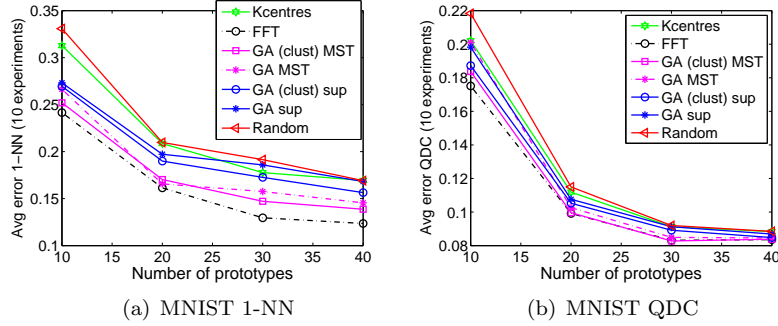 0.35
0.3
0.25
0.2
0.15
0.1
10 15 20 25 30 35 40
Avg error 1−NN (10 experiments)
Number of prototypes
Kcentres
FFT
GA (clust) MST
GA MST
GA (clust) sup
GA sup
Random
(a) MNIST 1-NN
0.22
0.2
0.18
0.16
0.14
0.12
0.1
0.08
10 15 20 25 30 35 40
Avg error QDC (10 experiments)
Number of prototypes
Kcentres
FFT
GA (clust) MST
GA MST
GA (clust) sup
GA sup
Random
(b) MNIST QDC